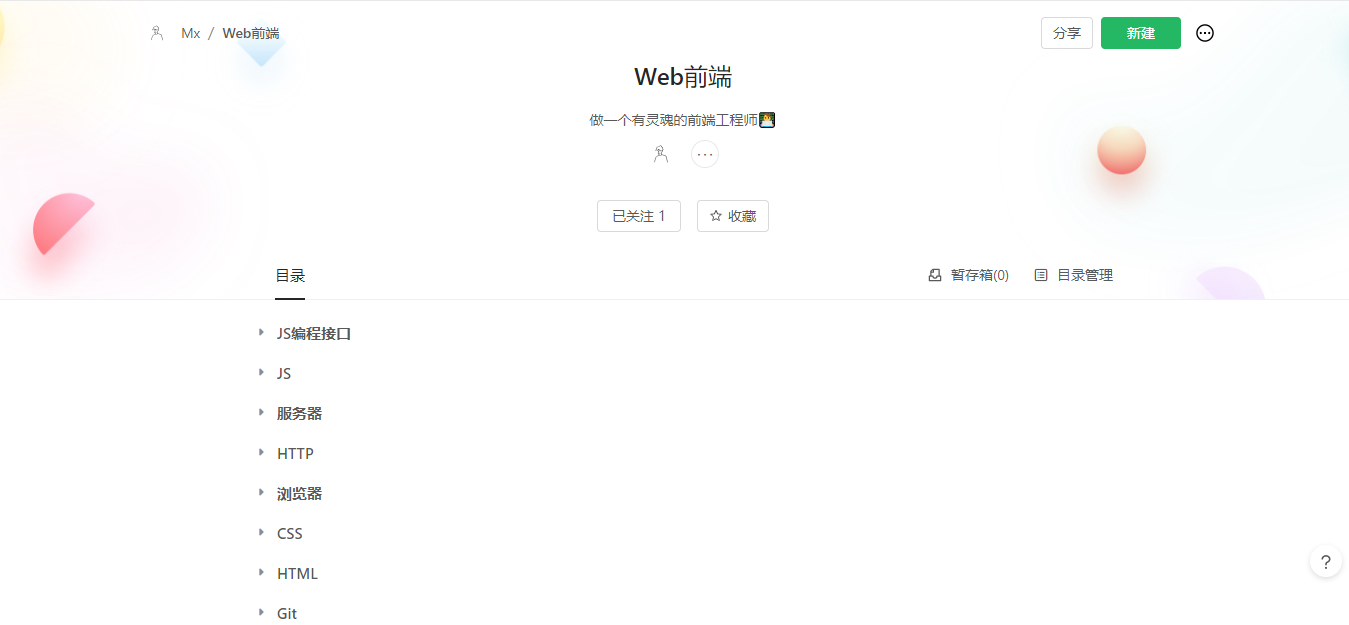 Mx / Web前端
分享 新建
Web前端
做一个有灵魂的前端工程师👨‍💻
已关注 1 收藏
目录 暂存箱(0) 目录管理
JS编程接口
JS
服务器
HTTP
浏览器
CSS
HTML
Git
?